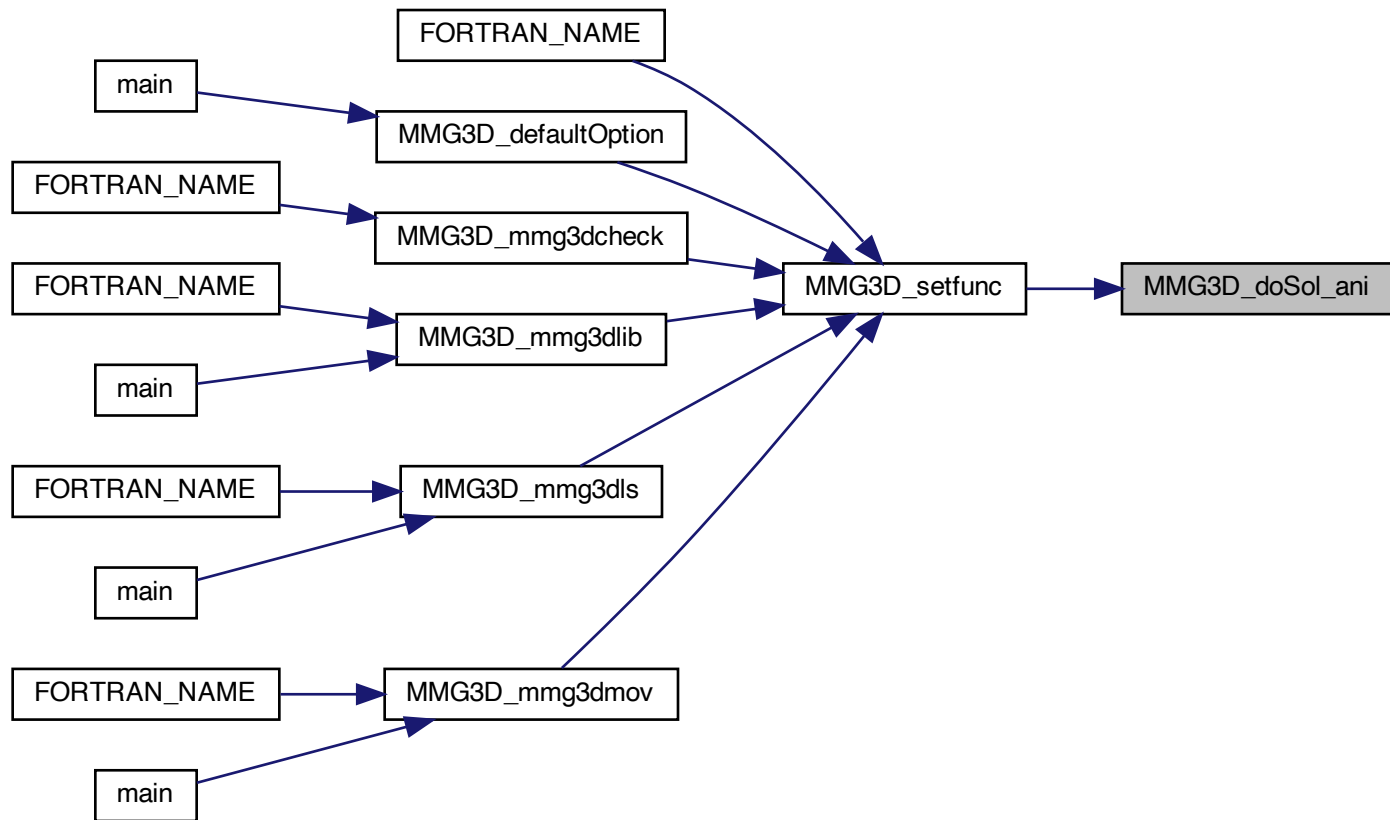 FORTRAN_NAME
main
MMG3D_defaultOption
FORTRAN_NAME
MMG3D_mmg3dcheck
FORTRAN_NAME
MMG3D_setfunc
MMG3D_doSol_ani
MMG3D_mmg3dlib
main
FORTRAN_NAME
MMG3D_mmg3dls
main
FORTRAN_NAME
MMG3D_mmg3dmov
main